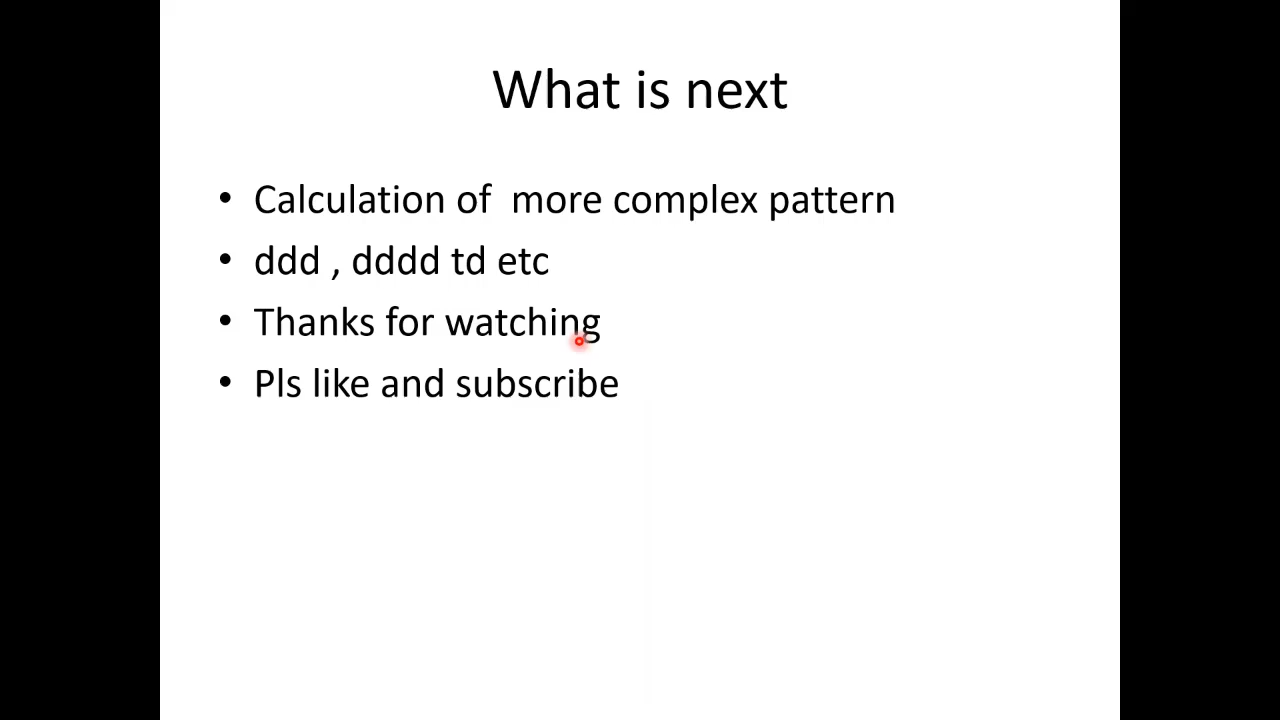 What is next
• Calculation of  more complex pattern
• ddd , dddd td etc
• Thanks for watching
• Pls like and subscribe